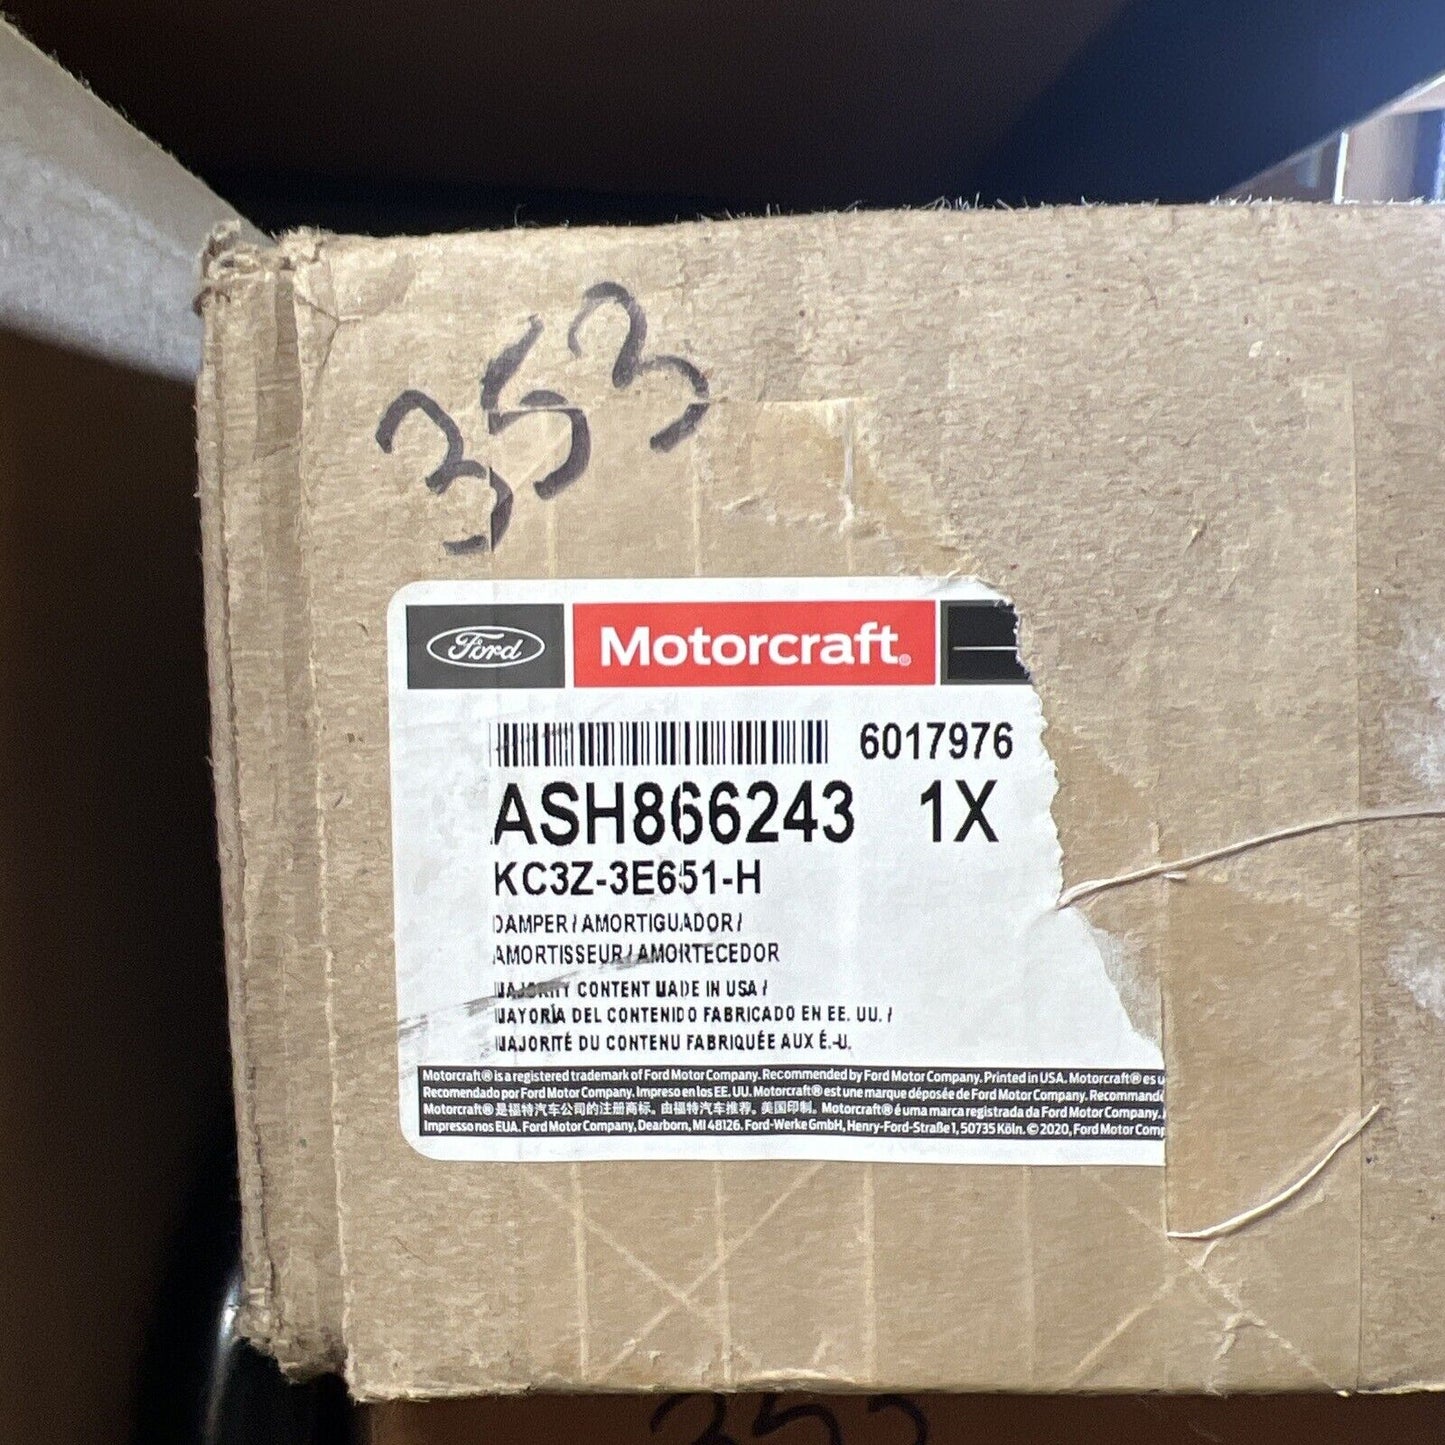 353
Ford Motorcraft®
6017976
ASH866243 1X
KC3Z-3E651-H
DAMPER / AMORTIGUADOR /
AMORTISSEUR / AMORTECEDOR
MAJORITY CONTENT MADE IN USA /
MAYORÍA DEL CONTENIDO FABRICADO EN EE. UU. /
MAJORITÉ DU CONTENU FABRIQUÉE AUX É.-U.
Motorcraft® is a registered trademark of Ford Motor Company. Recommended by Ford Motor Company. Printed in USA. Motorcraft® es
Recomendado por Ford Motor Company. Impreso en los EE. UU. Motorcraft® est une marque déposée de Ford Motor Company.
Motorcraft® 是福特汽车公司的注册商标。由福特汽车推荐。美国印制。Motorcraft® é uma marca registrada da Ford Motor Company.
Impresso nos EUA. Ford Motor Company, Dearborn, MI 48126. Ford-Werke GmbH, Henry-Ford-Straße 1, 50735 Köln. © 2020, Ford Motor
353